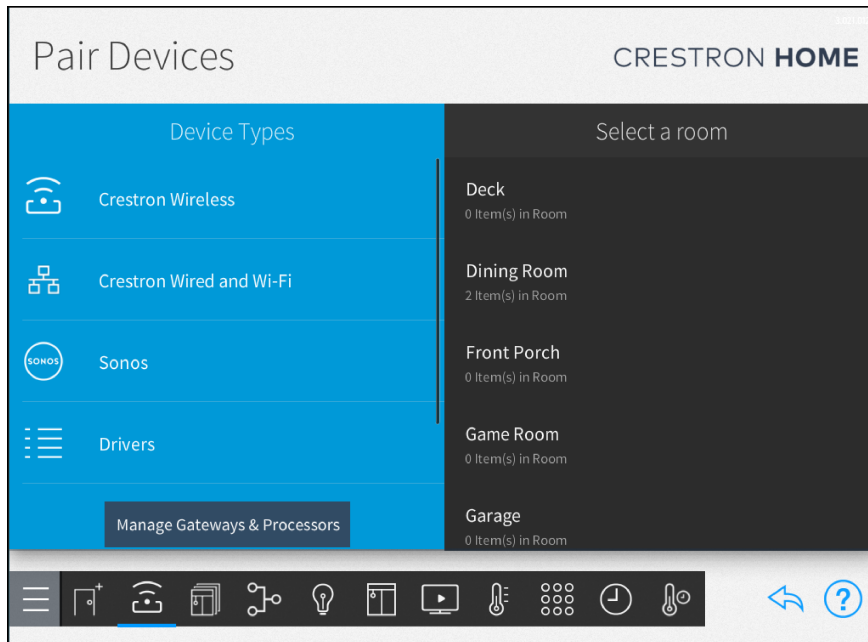 Pair Devices
CRESTRON HOME
Device Types
Select a room
Crestron Wireless
Deck
0 Item(s) in Room
Crestron Wired and Wi-Fi
Dining Room
2 Item(s) in Room
SONOS
Sonos
Front Porch
0 Item(s) in Room
Drivers
Game Room
0 Item(s) in Room
Manage Gateways & Processors
Garage
0 Item(s) in Room
?